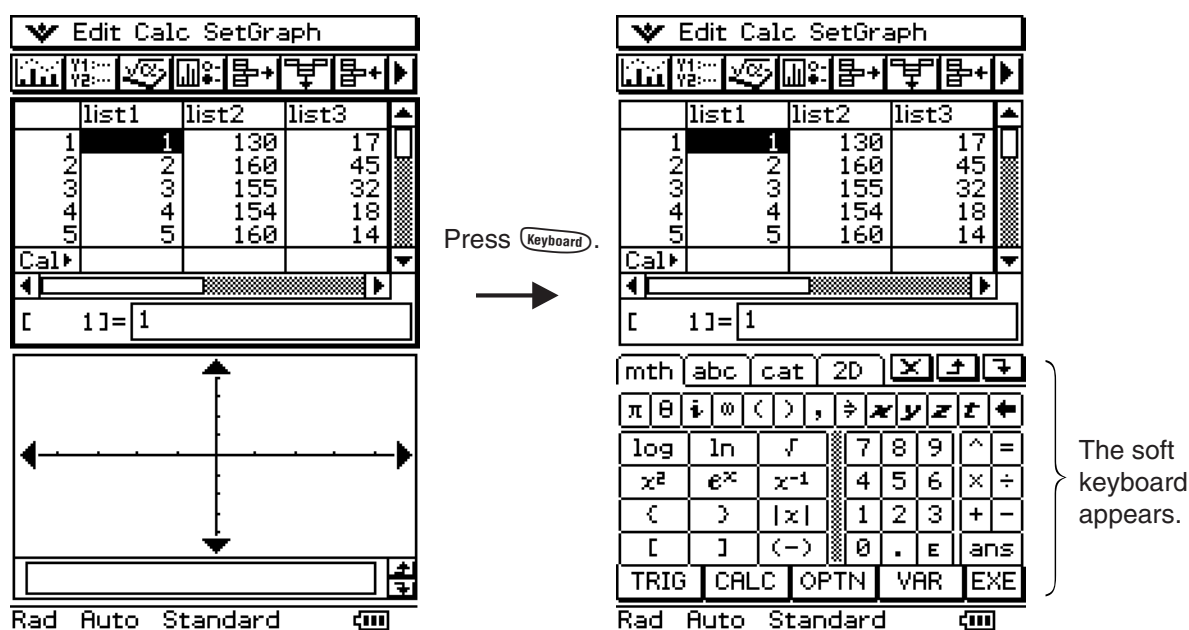 Edit Calc SetGraph
Y1:··· Y2:···
list1 list2 list3
1 1 130 17
2 2 160 45
3 3 155 32
4 4 154 18
5 5 160 14
Cal
[ 1]= 1
Rad Auto Standard
Press Keyboard.
Edit Calc SetGraph
Y1:··· Y2:···
list1 list2 list3
1 1 130 17
2 2 160 45
3 3 155 32
4 4 154 18
5 5 160 14
Cal
[ 1]= 1
mth abc cat 2D
π θ i ∞ ( ) , ⇒ x y z t
log ln √ 7 8 9 ^ =
x² eˣ x⁻¹ 4 5 6 × ÷
{ } |x| 1 2 3 + −
[ ] (−) 0 . E ans
TRIG CALC OPTN VAR EXE
Rad Auto Standard
The soft
keyboard
appears.